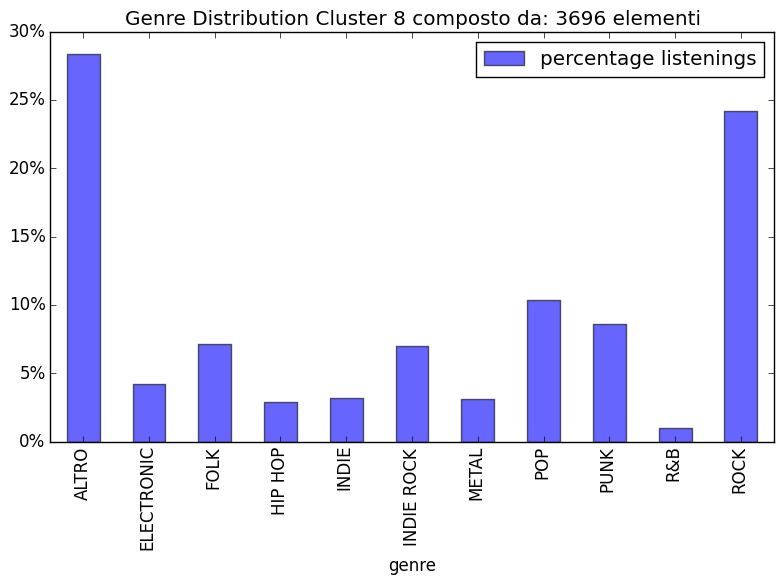 Genre Distribution Cluster 8 composto da: 3696 elementi
percentage listenings
30%
25%
20%
15%
10%
5%
0%
ALTRO
ELECTRONIC
FOLK
HIP HOP
INDIE
INDIE ROCK
METAL
POP
PUNK
R&B
ROCK
genre